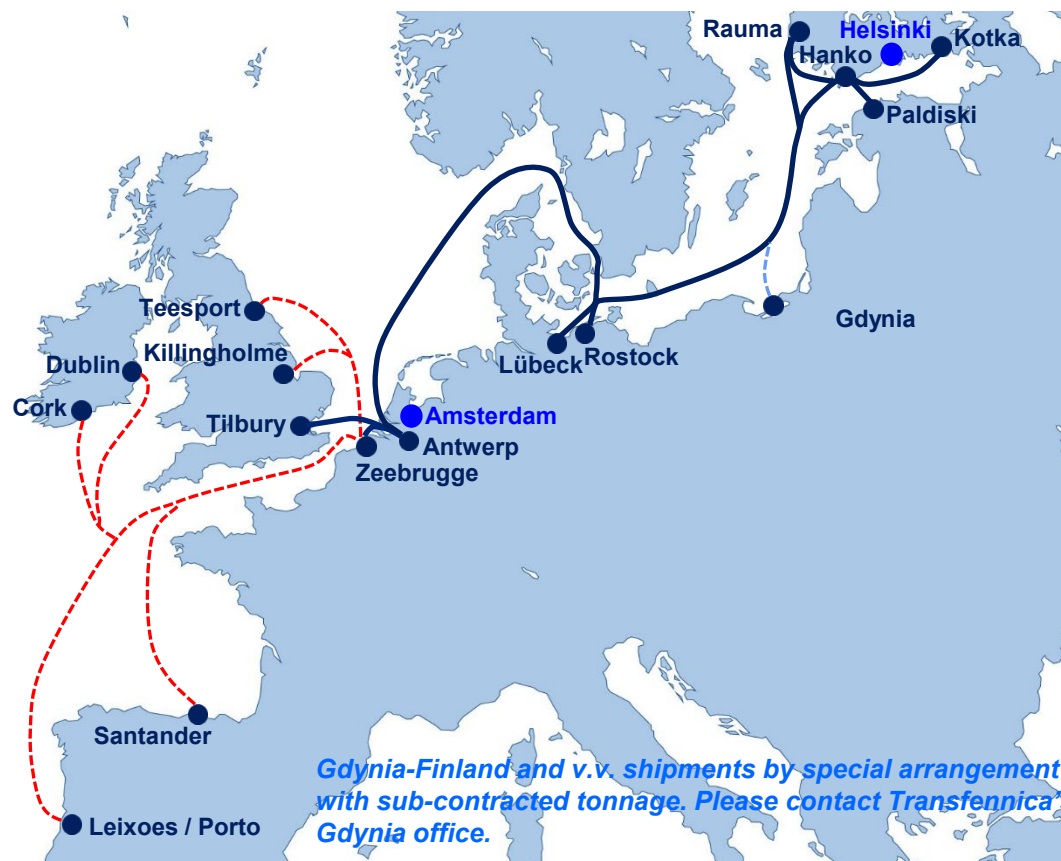 Rauma
Helsinki
Kotka
Hanko
Paldiski
Teesport
Gdynia
Killingholme
Dublin
Lübeck
Rostock
Cork
Tilbury
Amsterdam
Antwerp
Zeebrugge
Santander
Gdynia-Finland and v.v. shipments by special arrangement
with sub-contracted tonnage. Please contact
Gdynia office.
Leixoes / Porto